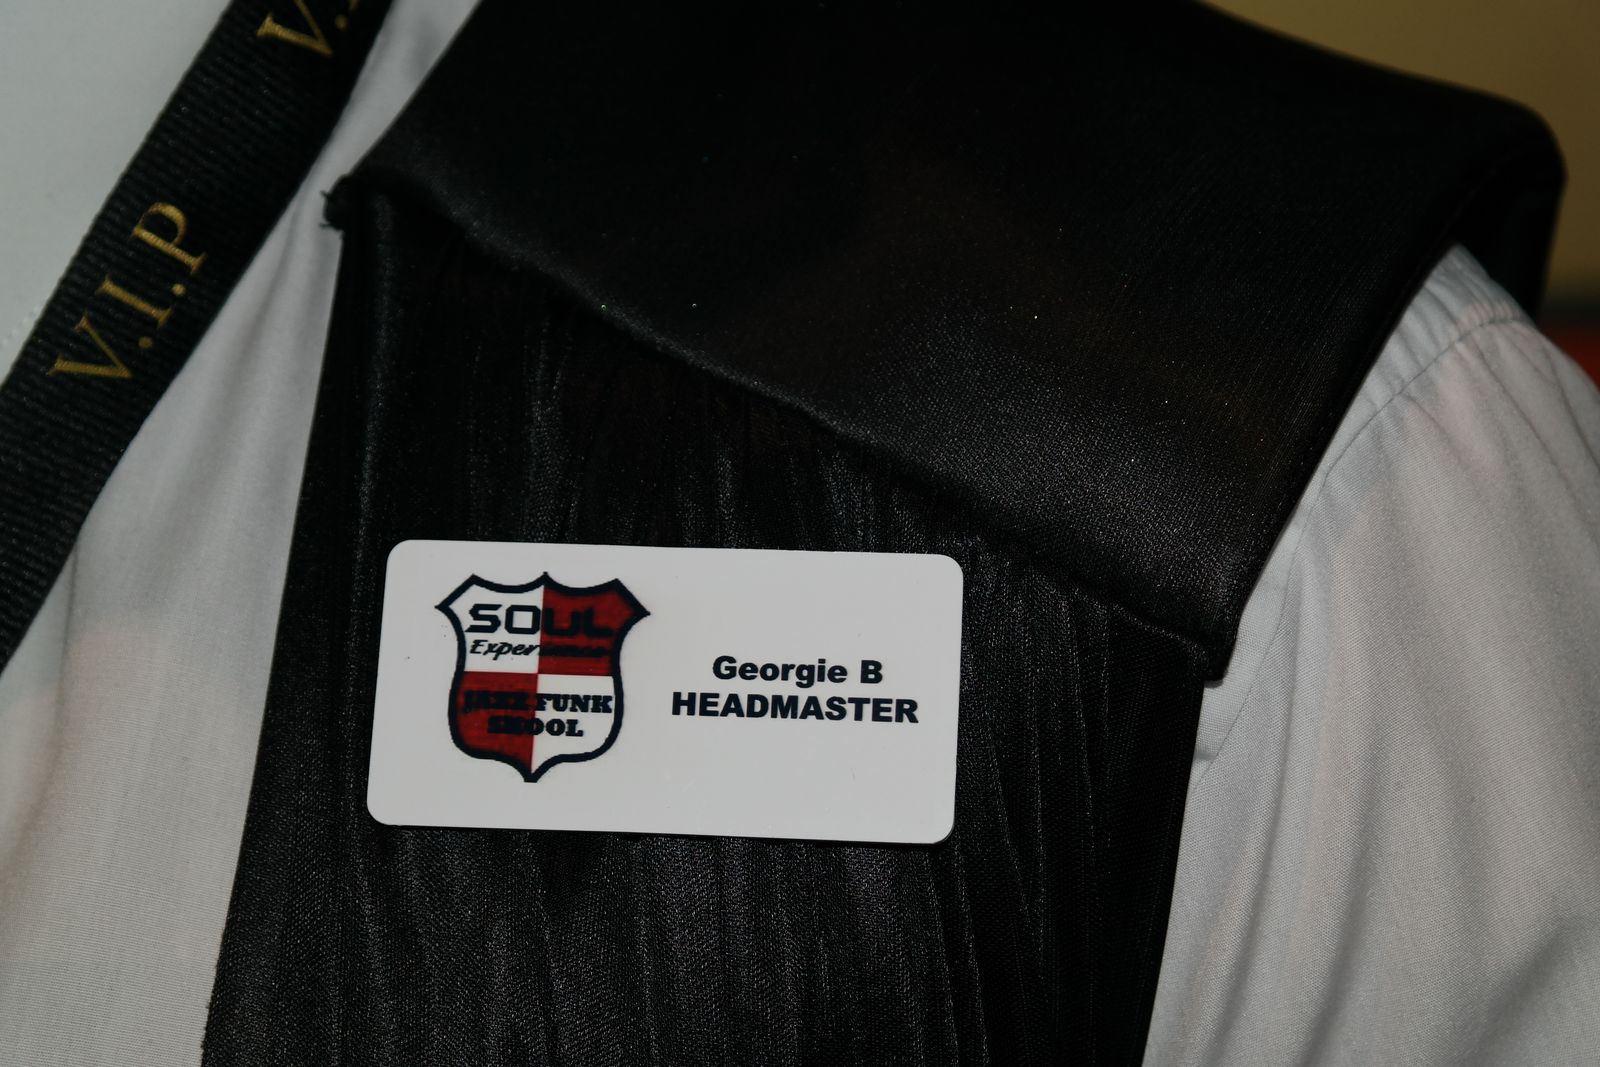 V.I
V.I.P
SOUL
Experience
JAZZ FUNK
SKOOL
Georgie B
HEADMASTER